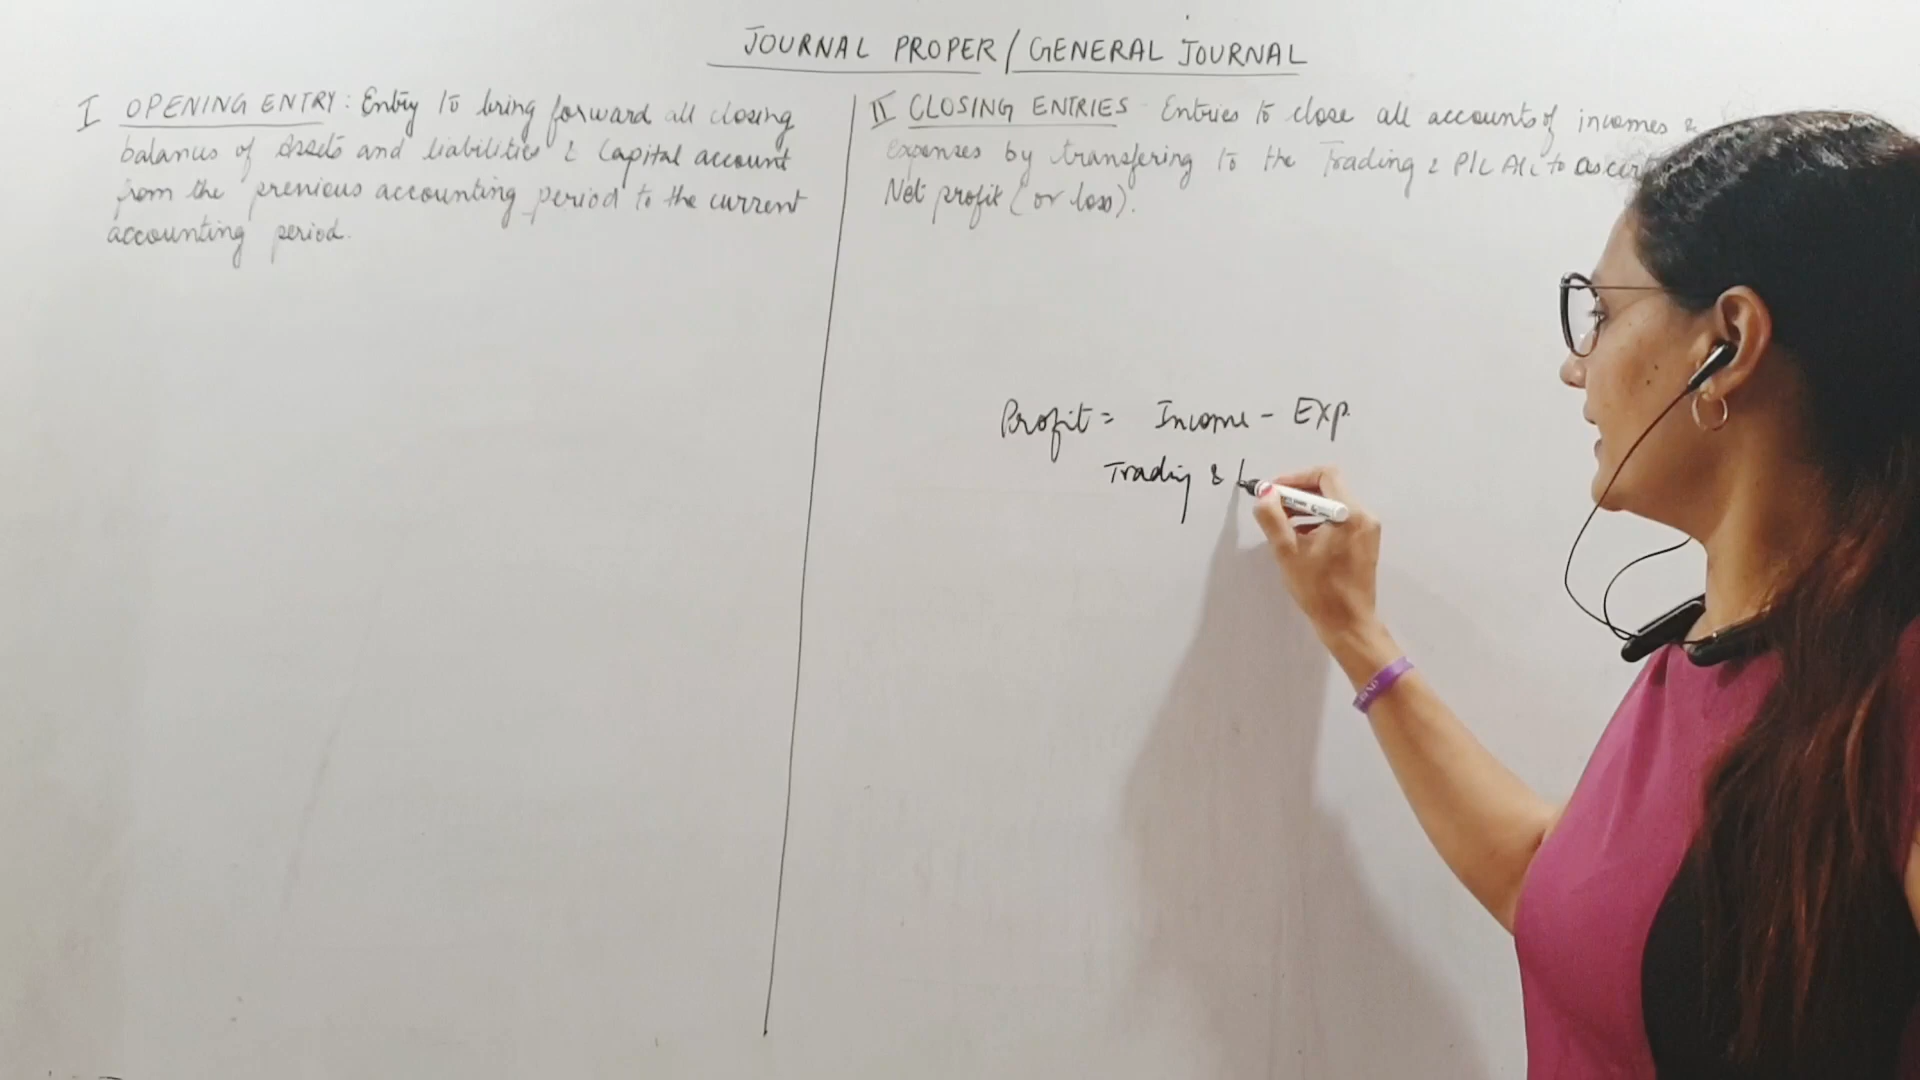 JOURNAL PROPER/GENERAL JOURNAL
I OPENING ENTRY: Entry to bring forward all closing
balances of Assets and liabilities & Capital account
from the previous accounting period to the current
accounting period.
II CLOSING ENTRIES - Entries to close all accounts of incomes &
expenses by transfering to the Trading & P/L A/c to
Net profit (or loss).
Profit = Income - Exp.
Trading &